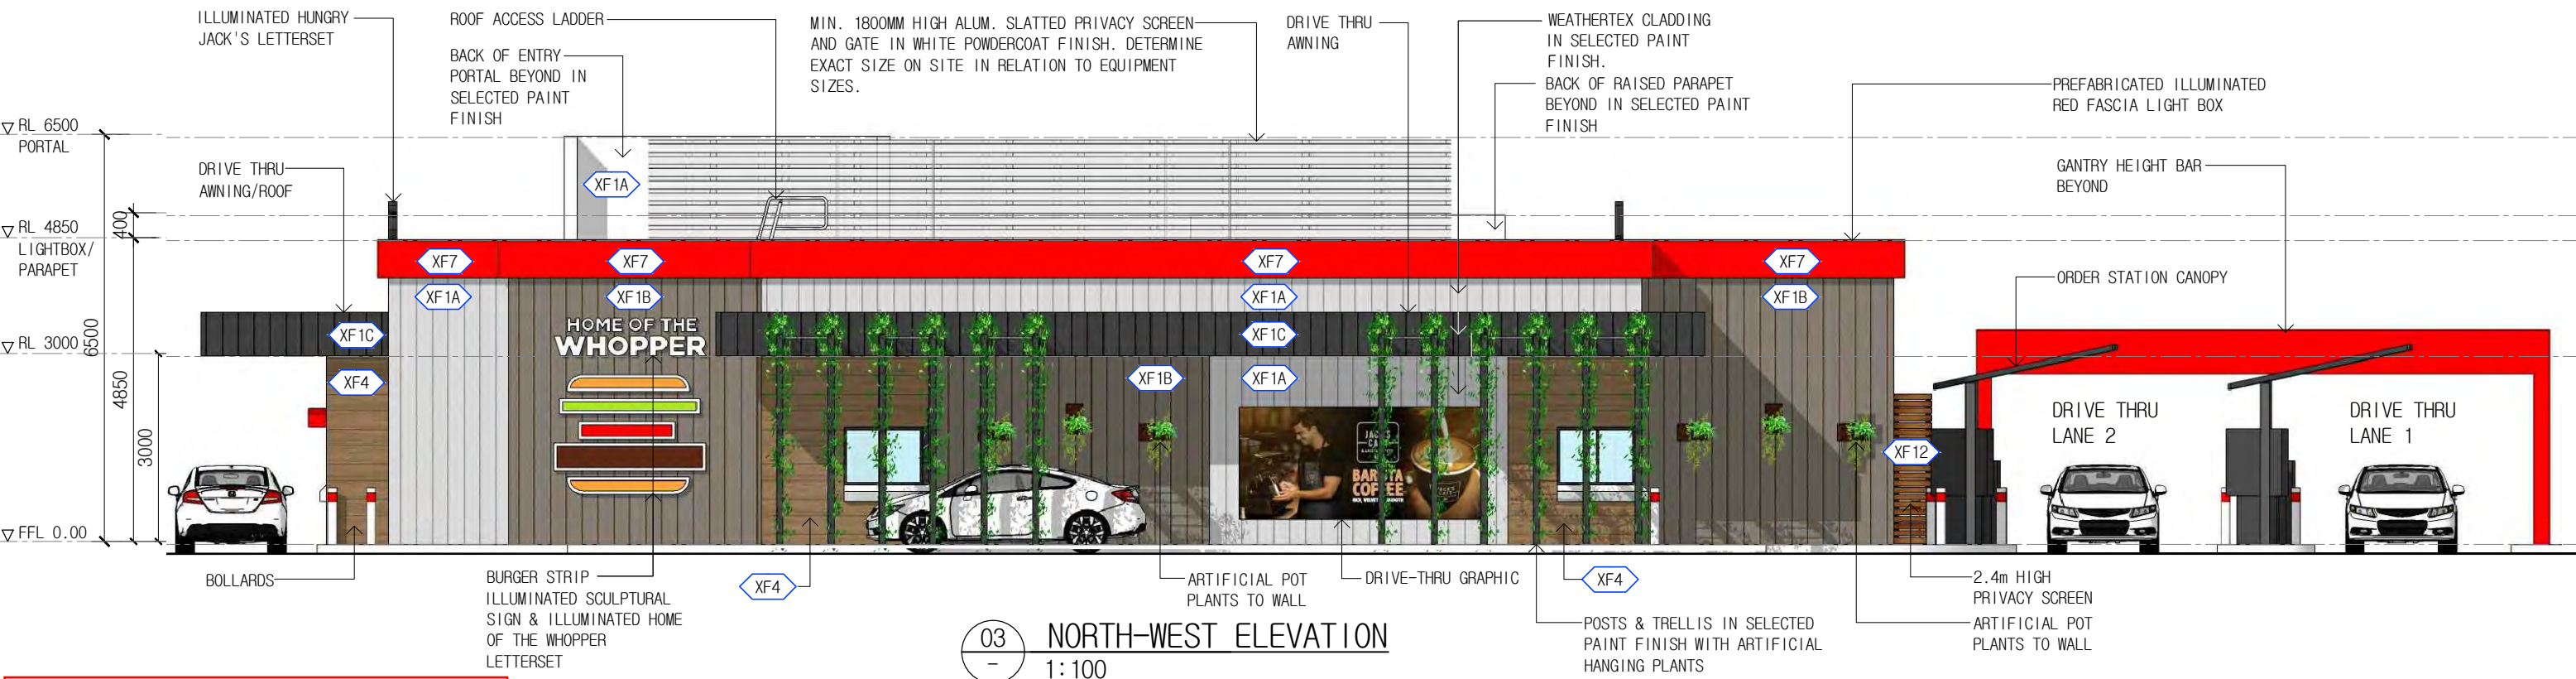 ILLUMINATED HUNGRY
JACK'S LETTERSET
ROOF ACCESS LADDER
BACK OF ENTRY
PORTAL BEYOND IN
SELECTED PAINT
FINISH
MIN. 1800MM HIGH ALUM. SLATTED PRIVACY SCREEN
AND GATE IN WHITE POWDERCOAT FINISH. DETERMINE
EXACT SIZE ON SITE IN RELATION TO EQUIPMENT
SIZES.
DRIVE THRU
AWNING
WEATHERTEX CLADDING
IN SELECTED PAINT
FINISH.
BACK OF RAISED PARAPET
BEYOND IN SELECTED PAINT
FINISH
PREFABRICATED ILLUMINATED
RED FASCIA LIGHT BOX
GANTRY HEIGHT BAR
BEYOND
ORDER STATION CANOPY
RL 6500
PORTAL
DRIVE THRU
AWNING/ROOF
RL 4850
LIGHTBOX/
PARAPET
RL 3000
FFL 0.00
400
6500
4850
3000
XF1A
XF7
XF7
XF7
XF7
XF1A
XF1B
XF1A
XF1B
XF1C
XF1C
XF4
XF1B
XF1A
HOME OF THE
WHOPPER
JACK'S
CAFE
BARISTA
COFFEE
DRIVE THRU
LANE 2
DRIVE THRU
LANE 1
XF12
BOLLARDS
BURGER STRIP
ILLUMINATED SCULPTURAL
SIGN & ILLUMINATED HOME
OF THE WHOPPER
LETTERSET
XF4
ARTIFICIAL POT
PLANTS TO WALL
DRIVE-THRU GRAPHIC
XF4
POSTS & TRELLIS IN SELECTED
PAINT FINISH WITH ARTIFICIAL
HANGING PLANTS
2.4m HIGH
PRIVACY SCREEN
ARTIFICIAL POT
PLANTS TO WALL
03
-
NORTH-WEST ELEVATION
1:100